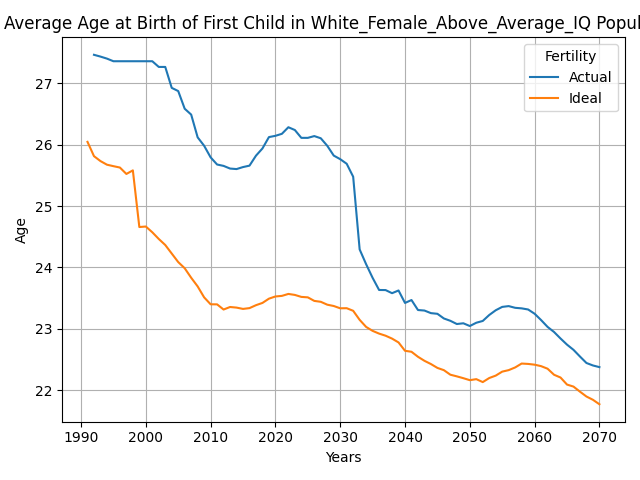 Average Age at Birth of First Child in White_Female_Above_Average_IQ Popul
Fertility
Actual
Ideal
27
26
25
24
23
22
Age
1990 2000 2010 2020 2030 2040 2050 2060 2070
Years